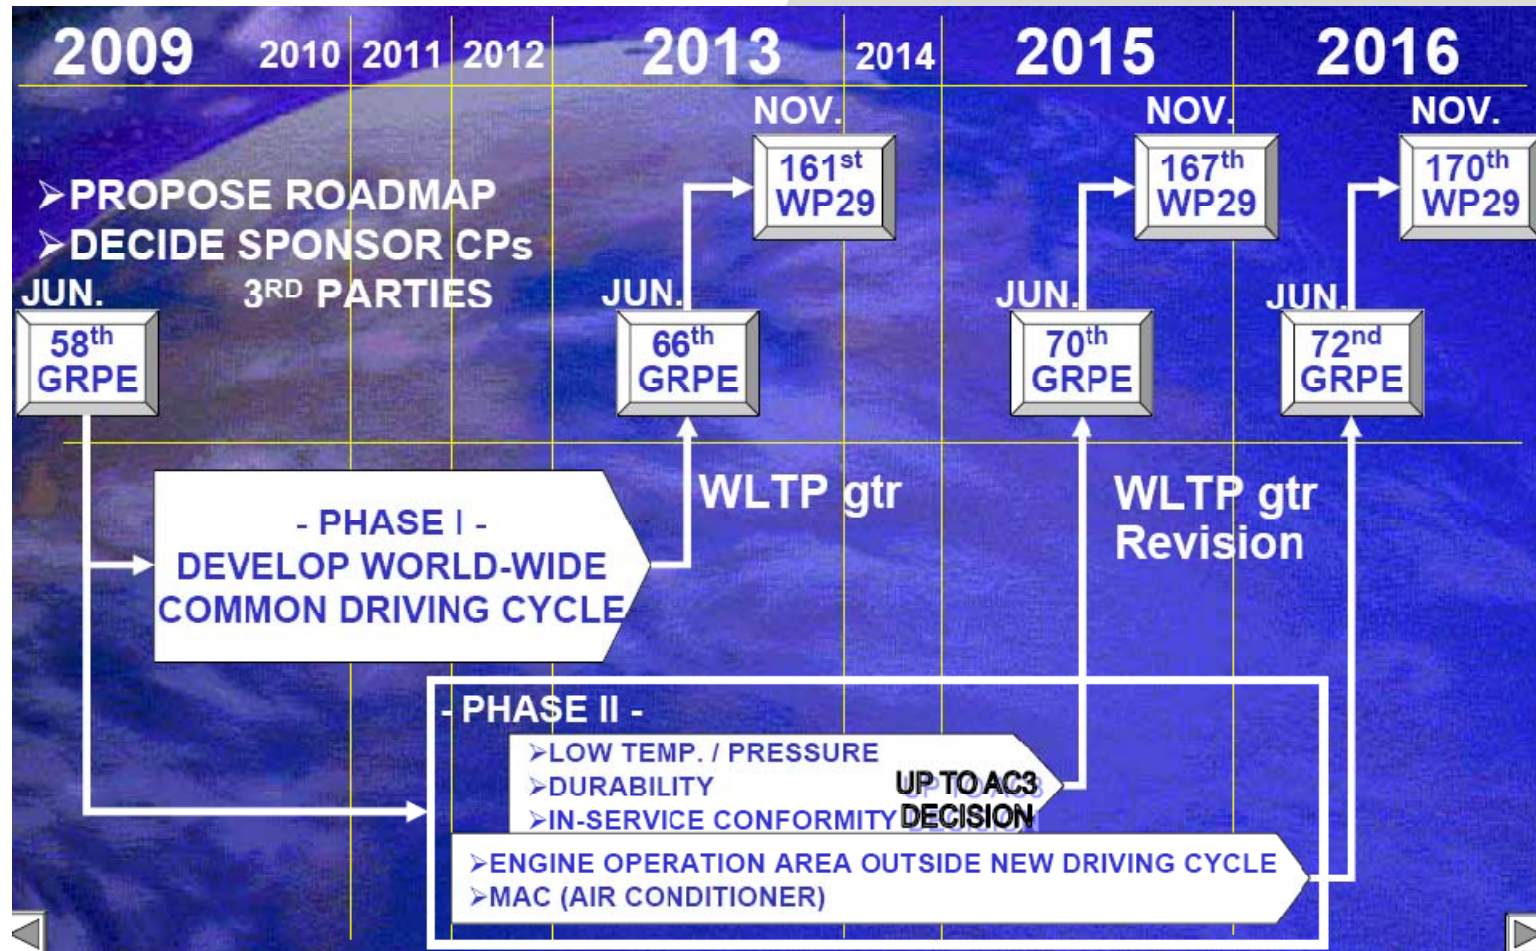 2009 2010 2011 2012 2013 2014 2015 2016
NOV. NOV. NOV.
161st 167th 170th
WP29 WP29 WP29
➢PROPOSE ROADMAP
➢DECIDE SPONSOR CPs
3RD PARTIES
JUN. JUN. JUN. JUN.
58th 66th 70th 72nd
GRPE GRPE GRPE GRPE
WLTP gtr
WLTP gtr
Revision
- PHASE I -
DEVELOP WORLD-WIDE
COMMON DRIVING CYCLE
- PHASE II -
➢LOW TEMP. / PRESSURE
➢DURABILITY
➢IN-SERVICE CONFORMITY
UP TO AC3
DECISION
➢ENGINE OPERATION AREA OUTSIDE NEW DRIVING CYCLE
➢MAC (AIR CONDITIONER)